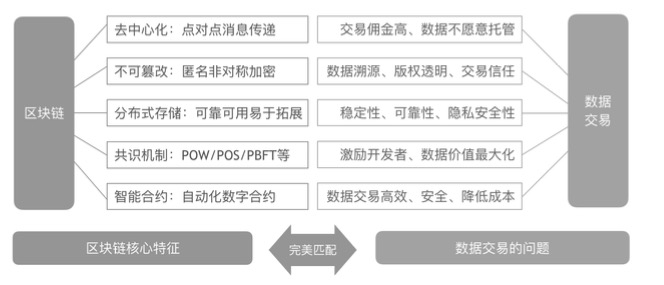 区块链
去中心化：点对点消息传递
不可篡改：匿名非对称加密
分布式存储：可靠可用易于拓展
共识机制：POW/POS/PBFT等
智能合约：自动化数字合约
交易佣金高、数据不愿意托管
数据溯源、版权透明、交易信任
稳定性、可靠性、隐私安全性
激励开发者、数据价值最大化
数据交易高效、安全、降低成本
数据
交易
区块链核心特征
完美匹配
数据交易的问题